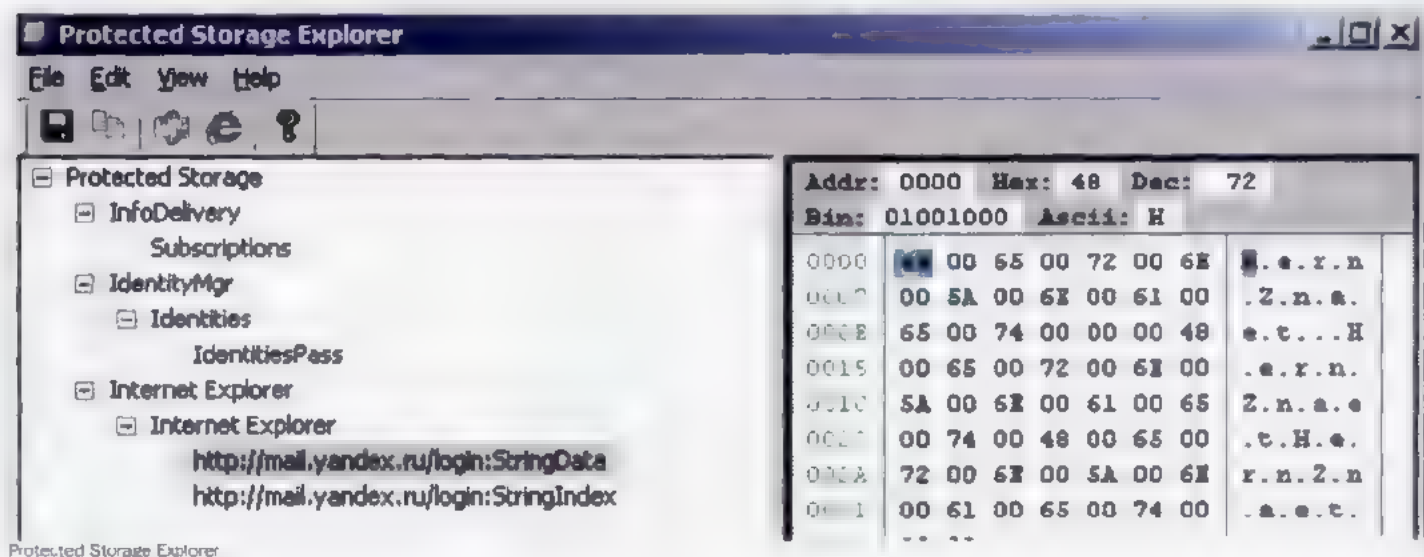 Protected Storage Explorer
File Edit View Help
Protected Storage
InfoDelivery
Subscriptions
IdentityMgr
Identities
IdentitiesPass
Internet Explorer
Internet Explorer
http://mail.yandex.ru/login:StringData
http://mail.yandex.ru/login:StringIndex
Addr: 0000 Hex: 48 Dec: 72
Bin: 01001000 Ascii: H
0000 00 65 00 72 00 6E .e.r.n
00 5A 00 6E 00 61 00 .Z.n.a.
000E 65 00 74 00 00 00 48 e.t...H
0015 00 65 00 72 00 6E 00 .e.r.n.
001C 5A 00 6E 00 61 00 65 Z.n.a.e
00 74 00 48 00 65 00 .t.H.e.
002A 72 00 6E 00 5A 00 6E r.n.Z.n
00 61 00 65 00 74 00 .a.e.t.
Protected Storage Explorer